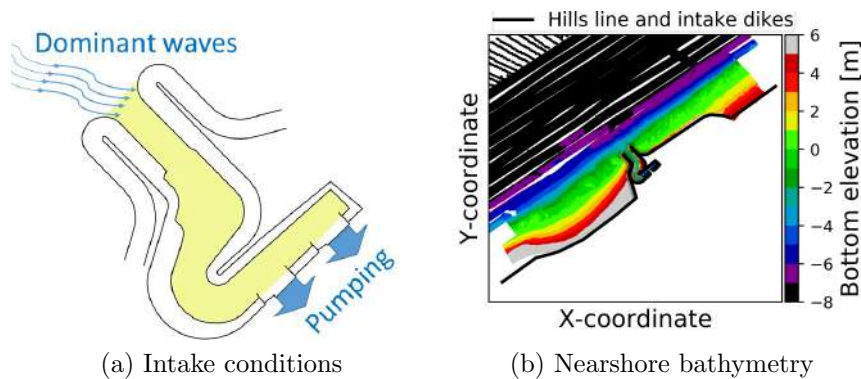 Dominant waves
Pumping
(a) Intake conditions
Hills line and intake dikes
6
4
2
0
−2
−4
−6
−8
Bottom elevation [m]
Y-coordinate
X-coordinate
(b) Nearshore bathymetry